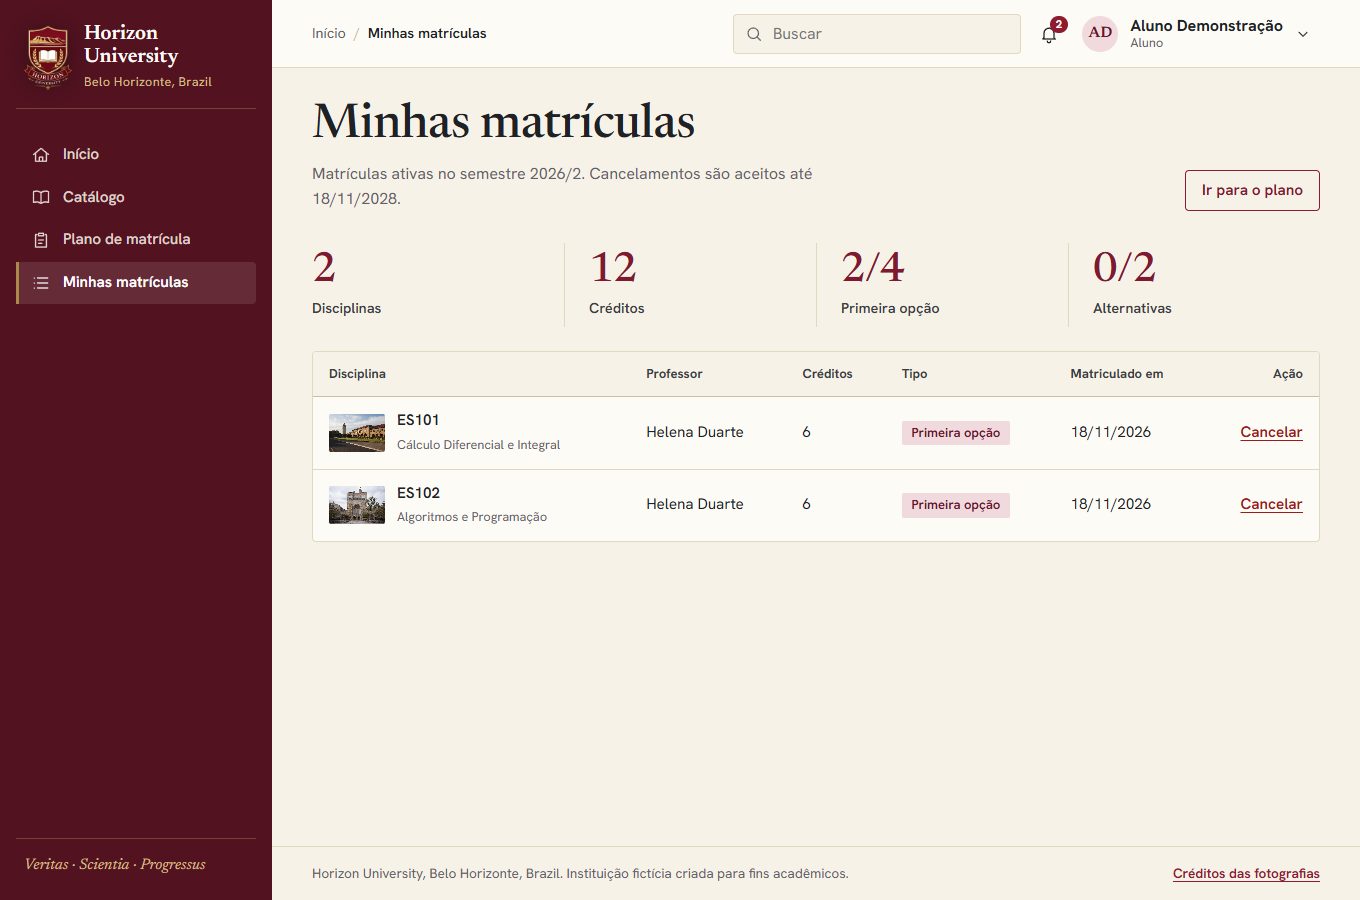 Horizon
University
Belo Horizonte, Brazil
Início
Catálogo
Plano de matrícula
Minhas matrículas
Veritas · Scientia · Progressus
Início / Minhas matrículas
Buscar
2
AD
Aluno Demonstração
Aluno
Minhas matrículas
Matrículas ativas no semestre 2026/2. Cancelamentos são aceitos até
18/11/2028.
Ir para o plano
2
Disciplinas
12
Créditos
2/4
Primeira opção
0/2
Alternativas
Disciplina Professor Créditos Tipo Matriculado em Ação
ES101
Cálculo Diferencial e Integral
Helena Duarte 6 Primeira opção 18/11/2026 Cancelar
ES102
Algoritmos e Programação
Helena Duarte 6 Primeira opção 18/11/2026 Cancelar
Horizon University, Belo Horizonte, Brazil. Instituição fictícia criada para fins acadêmicos.
Créditos das fotografias